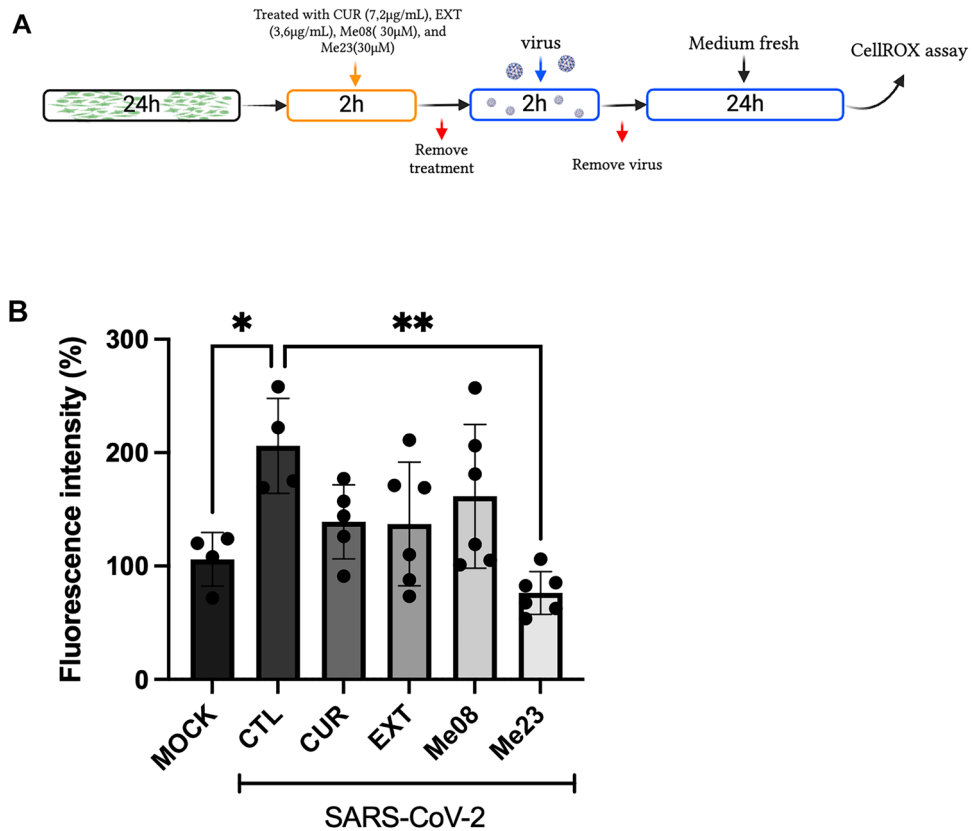 A
Treated with CUR (7,2μg/mL), EXT
(3,6μg/mL), Me08( 30μM), and
Me23(30μM)
virus
Medium fresh
CellROX assay
24h
2h
2h
24h
Remove
treatment
Remove virus
B
Fluorescence intensity (%)
300
200
100
0
*
**
MOCK
CTL
CUR
EXT
Me08
Me23
SARS-CoV-2